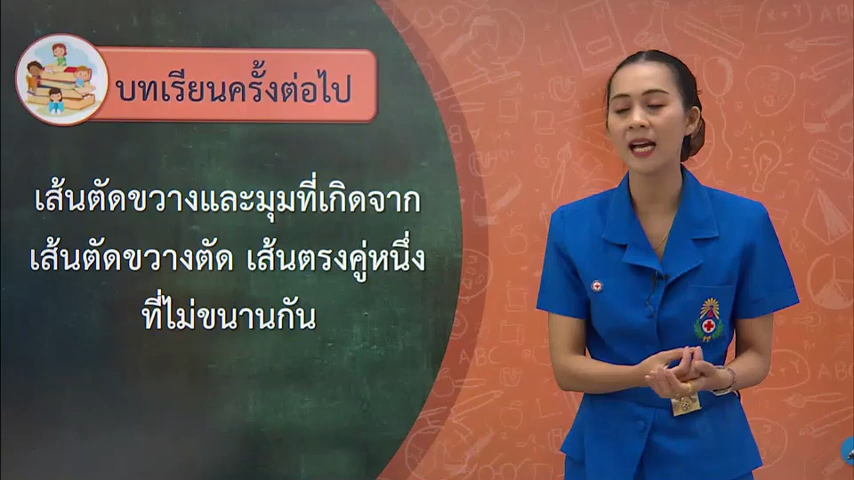 บทเรียนครั้งต่อไป
เส้นตัดขวางและมุมที่เกิดจาก
เส้นตัดขวางตัด เส้นตรงคู่หนึ่ง
ที่ไม่ขนานกัน
ABC